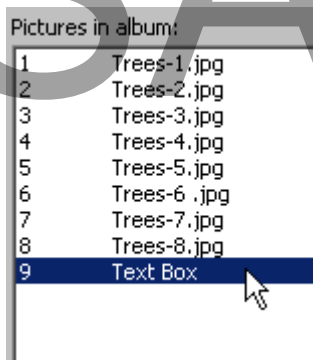 Pictures in album:
1 Trees-1.jpg
2 Trees-2.jpg
3 Trees-3.jpg
4 Trees-4.jpg
5 Trees-5.jpg
6 Trees-6 .jpg
7 Trees-7.jpg
8 Trees-8.jpg
9 Text Box